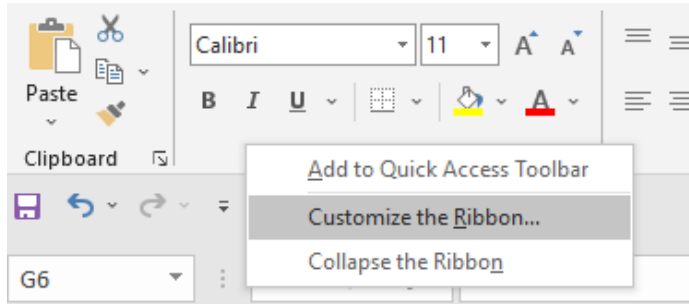 Calibri 11 A A
Paste
B I U A
Clipboard
Add to Quick Access Toolbar
Customize the Ribbon...
Collapse the Ribbon
G6